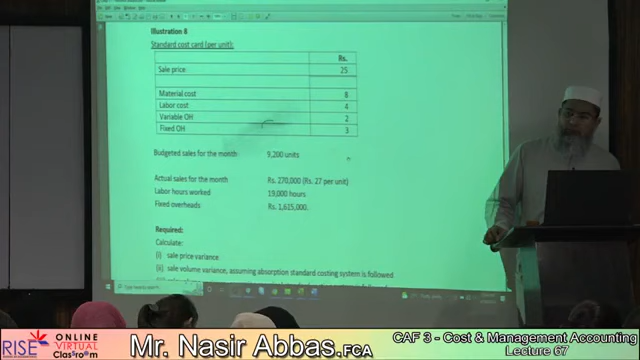 Illustration 8
Standard cost card (per unit):
Rs.
Sale price 25
Material cost 8
Labor cost 4
Variable OH 2
Fixed OH 3
Budgeted sales for the month 9,200 units
Actual sales for the month Rs. 270,000 (Rs. 27 per unit)
Labor hours worked 19,000 hours
Fixed overheads Rs. 1,615,000.
Required:
Calculate:
(i) sale price variance
(ii) sale volume variance, assuming absorption standard costing system is followed
RISE ONLINE VIRTUAL Classroom
Mr. Nasir Abbas.FCA
CAF 3 - Cost & Management Accounting
Lecture 67